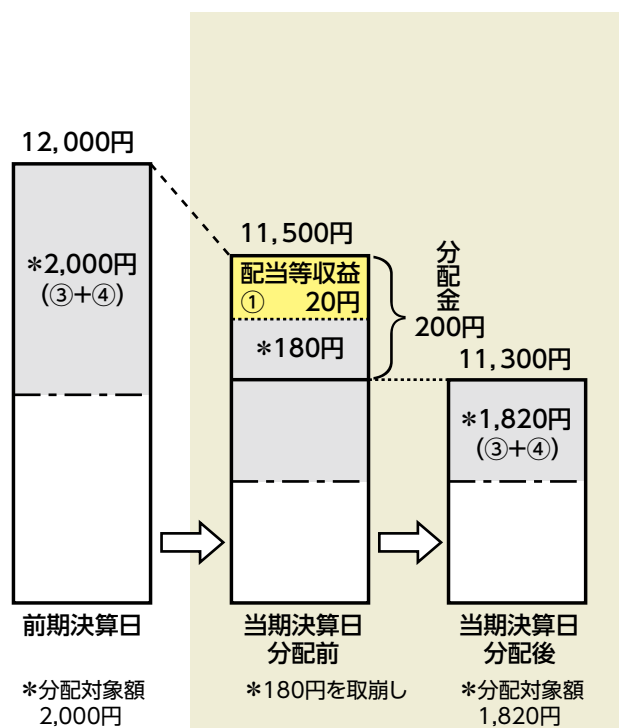 12,000円
*2,000円
(③+④)
前期決算日
*分配対象額
2,000円
11,500円
配当等収益
① 20円
*180円
分配金
200円
当期決算日
分配前
*180円を取崩し
11,300円
*1,820円
(③+④)
当期決算日
分配後
*分配対象額
1,820円